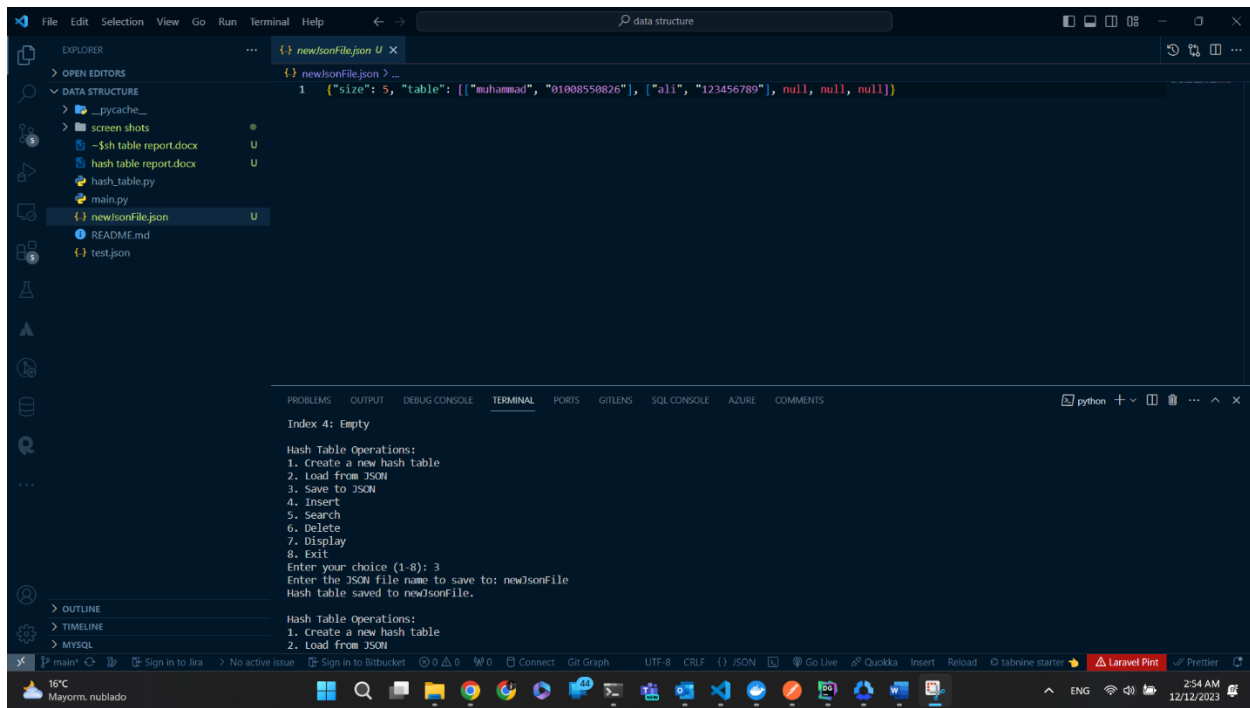 File Edit Selection View Go Run Terminal Help
data structure
EXPLORER
OPEN EDITORS
DATA STRUCTURE
__pycache__
screen shots
~$sh table report.docx U
hash table report.docx U
hash_table.py
main.py
newJsonFile.json U
README.md
test.json
5
5
OUTLINE
TIMELINE
MYSQL
{..} newJsonFile.json U
{..} newJsonFile.json > ...
1 {"size": 5, "table": [["muhammad", "01008550826"], ["ali", "123456789"], null, null, null]}
PROBLEMS OUTPUT DEBUG CONSOLE TERMINAL PORTS GITLENS SQL CONSOLE AZURE COMMENTS
python
Index 4: Empty
Hash Table Operations:
1. Create a new hash table
2. Load from JSON
3. Save to JSON
4. Insert
5. Search
6. Delete
7. Display
8. Exit
Enter your choice (1-8): 3
Enter the JSON file name to save to: newJsonFile
Hash table saved to newJsonFile.
Hash Table Operations:
1. Create a new hash table
2. Load from JSON
main* Sign in to Jira No active issue Sign in to Bitbucket 0 0 0 Connect Git Graph UTF-8 CRLF {} JSON Go Live Quokka Insert Reload tabnine starter Laravel Pint Prettier
16°C
Mayorm. nublado
44
ENG
2:54 AM
12/12/2023